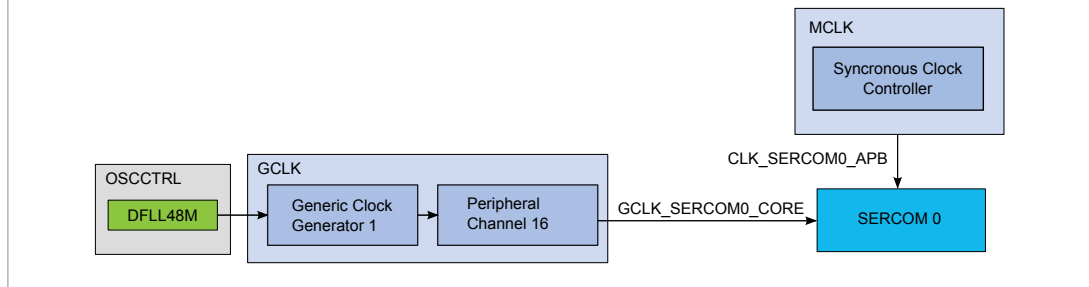 MCLK
Syncronous Clock
Controller
CLK_SERCOM0_APB
OSCCTRL
DFLL48M
GCLK
Generic Clock
Generator 1
Peripheral
Channel 16
GCLK_SERCOM0_CORE
SERCOM 0